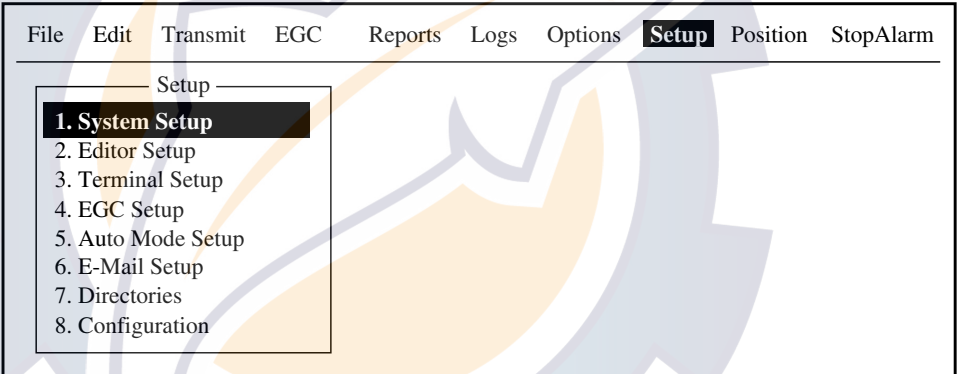 File Edit Transmit EGC Reports Logs Options Setup Position StopAlarm
Setup
1. System Setup
2. Editor Setup
3. Terminal Setup
4. EGC Setup
5. Auto Mode Setup
6. E-Mail Setup
7. Directories
8. Configuration